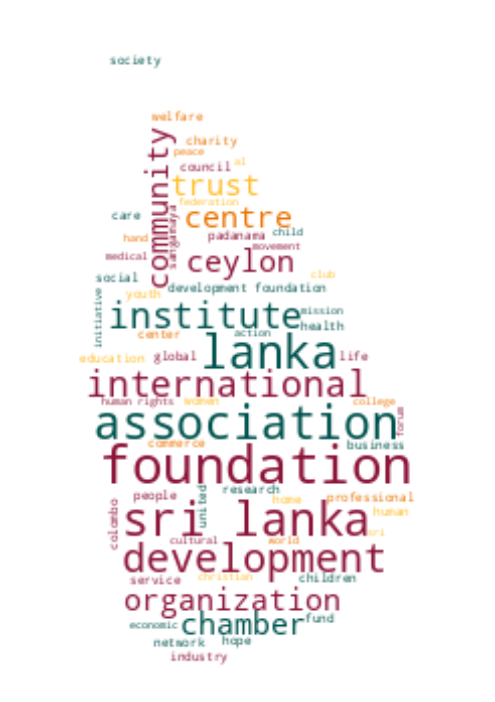 society
welfare
charity
peace
community
council al
trust
federation
care
sangamaya
centre
hand
padanama child
movement
medical
ceylon
social
club
development foundation
youth
initiative
institute
mission
health
center
action
lanka
education global
life
international
human rights women
college
association
forum
commerce
business
foundation
research
people
united
home
professional
colombo
sri lanka
human
sri
cultural
world
development
service
christian
children
organization
economic
chamber
fund
network
hope
industry